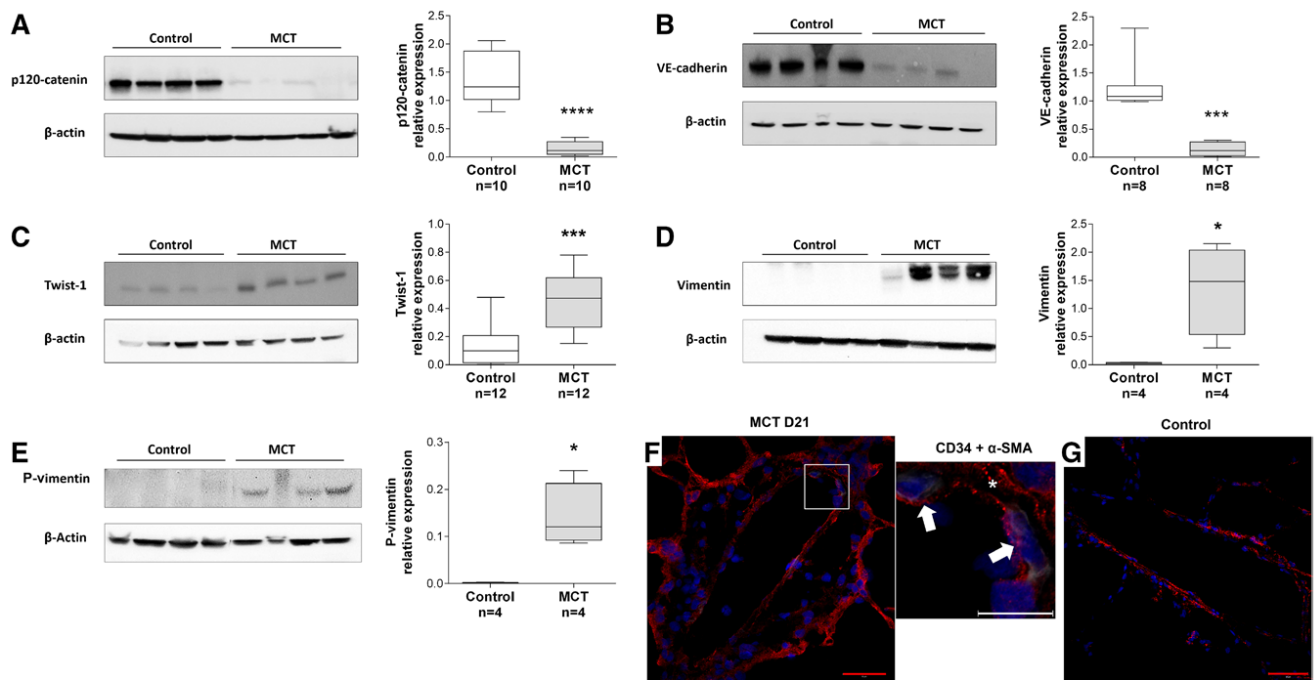 A
Control MCT
p120-catenin
β-actin
p120-catenin
relative expression
2.5
2.0
1.5
1.0
0.5
0.0
****
Control MCT
n=10 n=10
B
Control MCT
VE-cadherin
β-actin
VE-cadherin
relative expression
2.5
2.0
1.5
1.0
0.5
0.0
***
Control MCT
n=8 n=8
C
Control MCT
Twist-1
β-actin
Twist-1
relative expression
1.0
0.8
0.6
0.4
0.2
0.0
***
Control MCT
n=12 n=12
D
Control MCT
Vimentin
β-actin
Vimentin
relative expression
2.5
2.0
1.5
1.0
0.5
0.0
*
Control MCT
n=4 n=4
E
Control MCT
P-vimentin
β-Actin
P-vimentin
relative expression
0.3
0.2
0.1
0.0
*
Control MCT
n=4 n=4
MCT D21
F
CD34 + α-SMA
*
Control
G